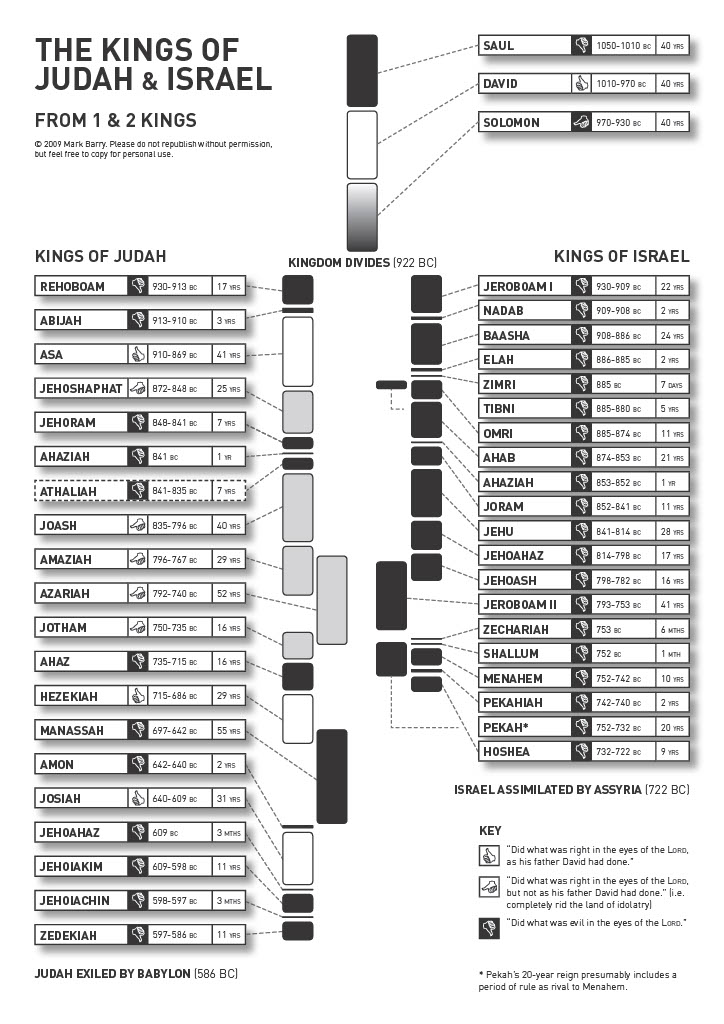 THE KINGS OF
JUDAH & ISRAEL
FROM 1 & 2 KINGS
© 2009 Mark Barry. Please do not republish without permission,
but feel free to copy for personal use.
SAUL 1050-1010 BC 40 YRS
DAVID 1010-970 BC 40 YRS
SOLOMON 970-930 BC 40 YRS
KINGDOM DIVIDES (922 BC)
KINGS OF JUDAH
REHOBOAM 930-913 BC 17 YRS
ABIJAH 913-910 BC 3 YRS
ASA 910-869 BC 41 YRS
JEHOSHAPHAT 872-848 BC 25 YRS
JEHORAM 848-841 BC 7 YRS
AHAZIAH 841 BC 1 YR
ATHALIAH 841-835 BC 7 YRS
JOASH 835-796 BC 40 YRS
AMAZIAH 796-767 BC 29 YRS
AZARIAH 792-740 BC 52 YRS
JOTHAM 750-735 BC 16 YRS
AHAZ 735-715 BC 16 YRS
HEZEKIAH 715-686 BC 29 YRS
MANASSAH 697-642 BC 55 YRS
AMON 642-640 BC 2 YRS
JOSIAH 640-609 BC 31 YRS
JEHOAHAZ 609 BC 3 MTHS
JEHOIAKIM 609-598 BC 11 YRS
JEHOIACHIN 598-597 BC 3 MTHS
ZEDEKIAH 597-586 BC 11 YRS
JUDAH EXILED BY BABYLON (586 BC)
KINGS OF ISRAEL
JEROBOAM I 930-909 BC 22 YRS
NADAB 909-908 BC 2 YRS
BAASHA 908-886 BC 24 YRS
ELAH 886-885 BC 2 YRS
ZIMRI 885 BC 7 DAYS
TIBNI 885-880 BC 5 YRS
OMRI 885-874 BC 11 YRS
AHAB 874-853 BC 21 YRS
AHAZIAH 853-852 BC 1 YR
JORAM 852-841 BC 11 YRS
JEHU 841-814 BC 28 YRS
JEHOAHAZ 814-798 BC 17 YRS
JEHOASH 798-782 BC 16 YRS
JEROBOAM II 793-753 BC 41 YRS
ZECHARIAH 753 BC 6 MTHS
SHALLUM 752 BC 1 MTH
MENAHEM 752-742 BC 10 YRS
PEKAHIAH 742-740 BC 2 YRS
PEKAH* 752-732 BC 20 YRS
HOSHEA 732-722 BC 9 YRS
ISRAEL ASSIMILATED BY ASSYRIA (722 BC)
KEY
"Did what was right in the eyes of the LORD,
as his father David had done."
"Did what was right in the eyes of the LORD,
but not as his father David had done." (i.e.
completely rid the land of idolatry)
"Did what was evil in the eyes of the LORD."
* Pekah's 20-year reign presumably includes a
period of rule as rival to Menahem.